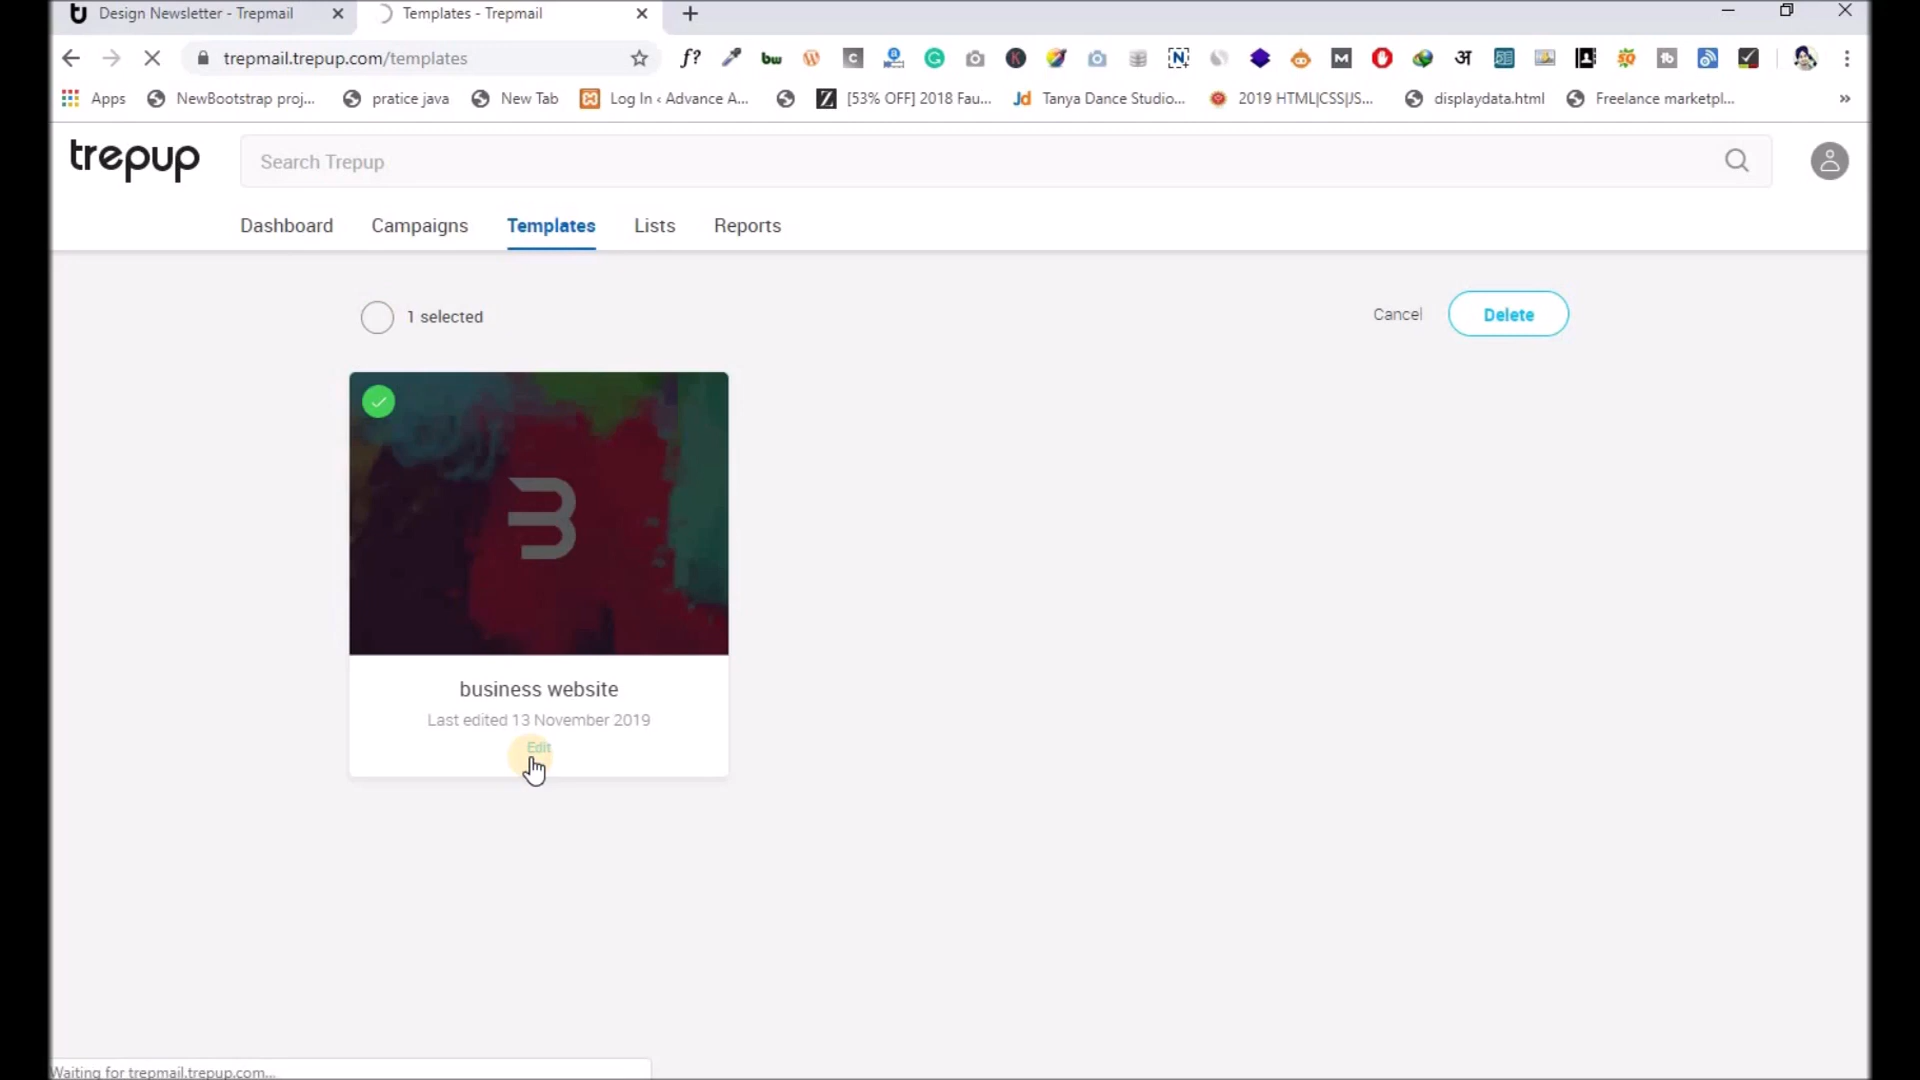 Design Newsletter - Trepmail
Templates - Trepmail
trepmail.trepup.com/templates
Apps
NewBootstrap proj...
pratice java
New Tab
Log In ‹ Advance A...
[53% OFF] 2018 Fau...
Tanya Dance Studio...
2019 HTML|CSS|JS...
displaydata.html
Freelance marketpl...
»
trepup
Search Trepup
Dashboard
Campaigns
Templates
Lists
Reports
1 selected
Cancel
Delete
business website
Last edited 13 November 2019
Edit
Waiting for trepmail.trepup.com...